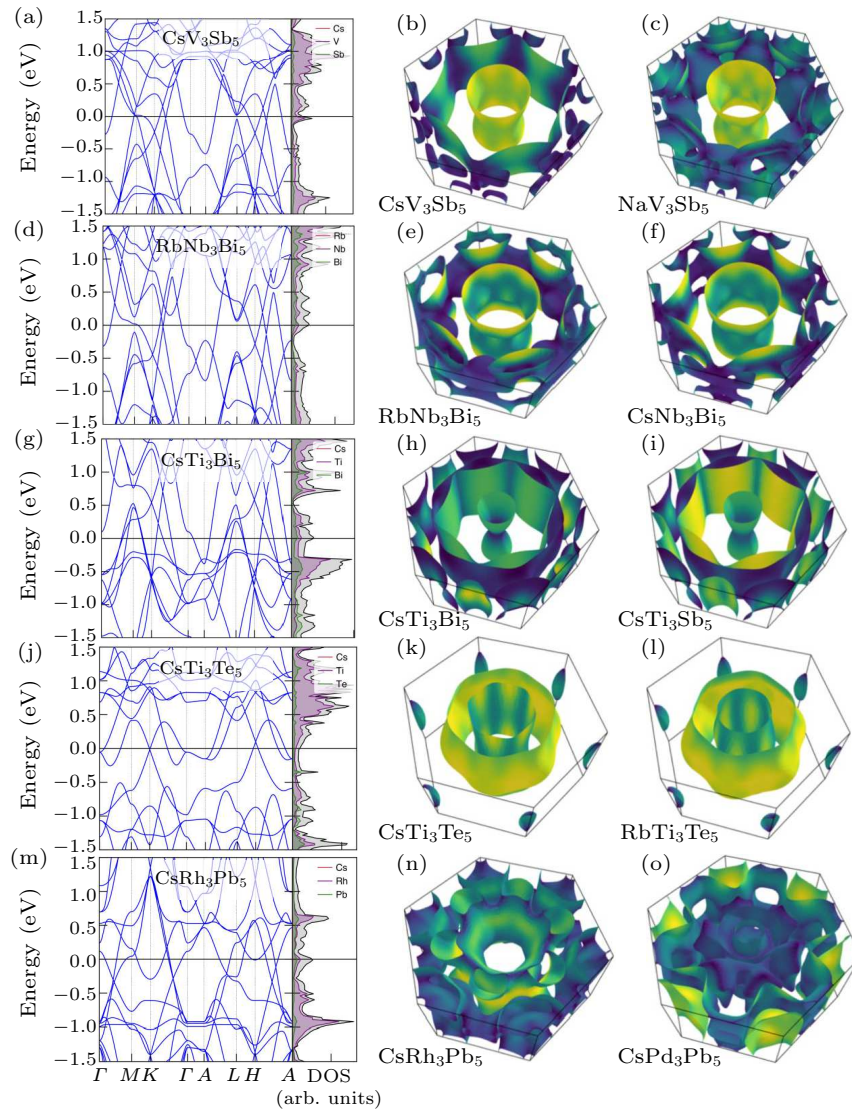 (a)
Energy (eV)
1.5
1.0
0.5
0.0
−0.5
−1.0
−1.5
CsV₃Sb₅
Cs
V
Sb
(b)
CsV₃Sb₅
(c)
NaV₃Sb₅
(d)
Energy (eV)
1.5
1.0
0.5
0.0
−0.5
−1.0
−1.5
RbNb₃Bi₅
Rb
Nb
Bi
(e)
RbNb₃Bi₅
(f)
CsNb₃Bi₅
(g)
Energy (eV)
1.5
1.0
0.5
0.0
−0.5
−1.0
−1.5
CsTi₃Bi₅
Cs
Ti
Bi
(h)
CsTi₃Bi₅
(i)
CsTi₃Sb₅
(j)
Energy (eV)
1.5
1.0
0.5
0.0
−0.5
−1.0
−1.5
CsTi₃Te₅
Cs
Ti
Te
(k)
CsTi₃Te₅
(l)
RbTi₃Te₅
(m)
Energy (eV)
1.5
1.0
0.5
0.0
−0.5
−1.0
−1.5
CsRh₃Pb₅
Cs
Rh
Pb
Γ M K Γ A L H A DOS
(arb. units)
(n)
CsRh₃Pb₅
(o)
CsPd₃Pb₅